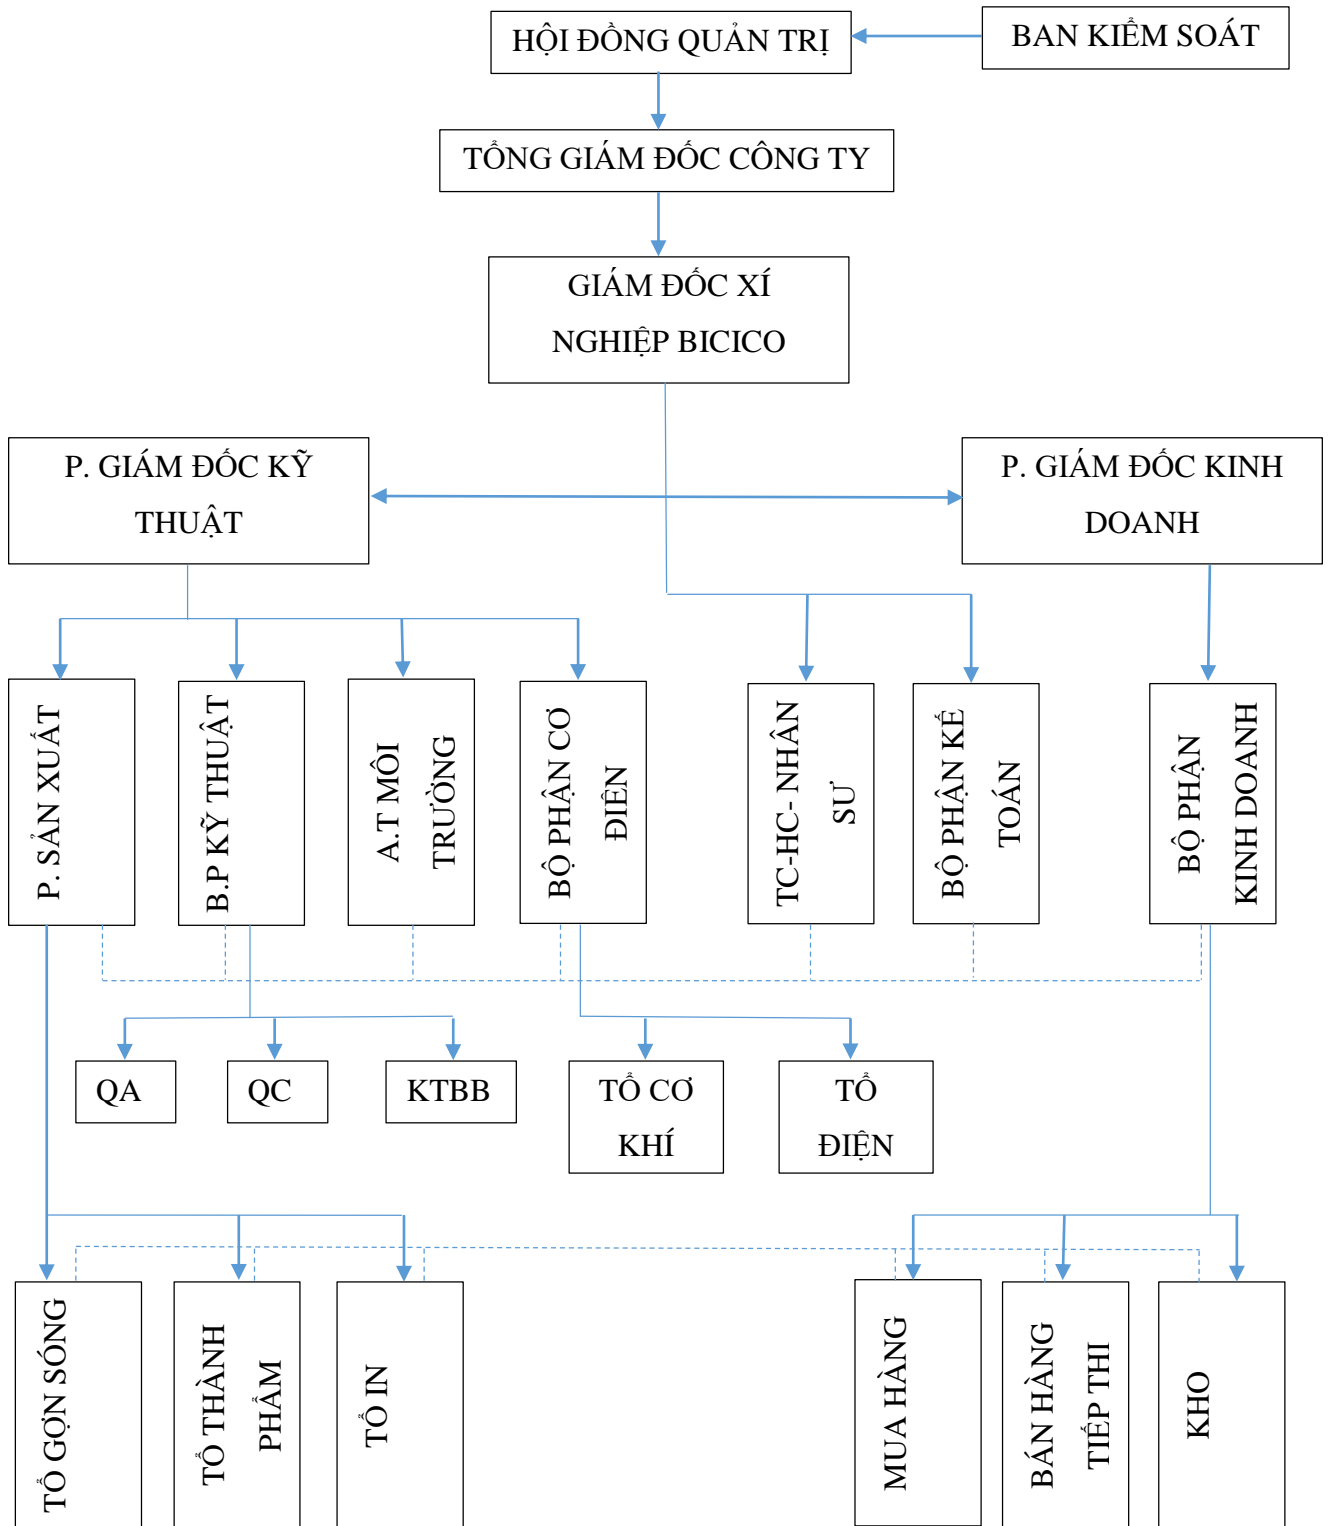 HỘI ĐỒNG QUẢN TRỊ
BAN KIỂM SOÁT
TỔNG GIÁM ĐỐC CÔNG TY
GIÁM ĐỐC XÍ
NGHIỆP BICICO
P. GIÁM ĐỐC KỸ
THUẬT
P. GIÁM ĐỐC KINH
DOANH
P. SẢN XUẤT
B.P KỸ THUẬT
A.T MÔI
TRƯỜNG
BỘ PHẬN CƠ
ĐIÊN
TC-HC- NHÂN
SƯ
BỘ PHẬN KẾ
TOÁN
BỘ PHẬN
KINH DOANH
QA
QC
KTBB
TỔ CƠ
KHÍ
TỔ
ĐIỆN
TỔ GỢN SÓNG
TỔ THÀNH
PHẨM
TỔ IN
MUA HÀNG
BÁN HÀNG
TIẾP THI
KHO